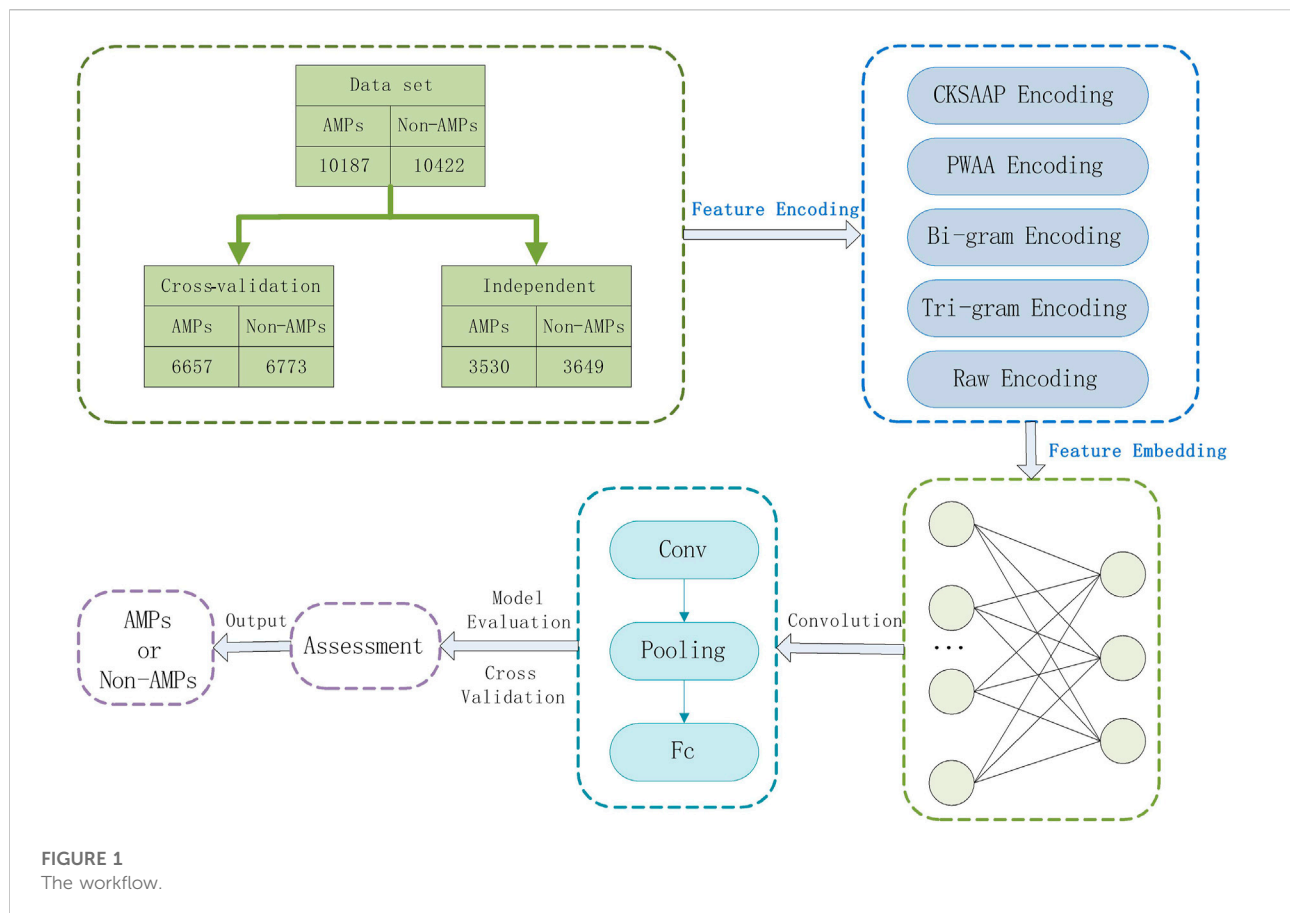 Data set
AMPs Non-AMPs
10187 10422
Cross-validation
AMPs Non-AMPs
6657 6773
Independent
AMPs Non-AMPs
3530 3649
Feature Encoding
CKSAAP Encoding
PWAA Encoding
Bi-gram Encoding
Tri-gram Encoding
Raw Encoding
Feature Embedding
...
Convolution
Conv
Pooling
Fc
Model
Evaluation
Cross
Validation
Assessment
Output
AMPs
or
Non-AMPs
FIGURE 1
The workflow.